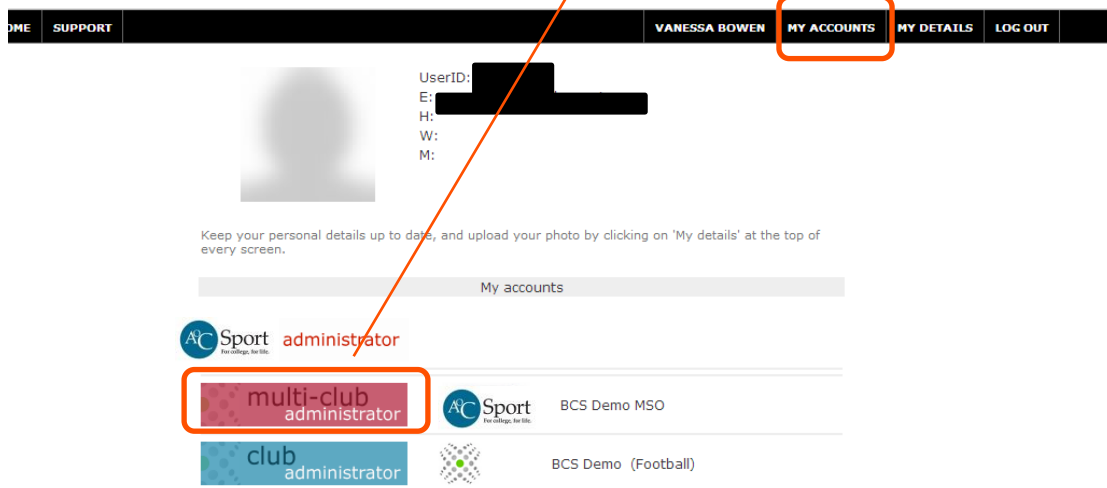 OME SUPPORT VANESSA BOWEN MY ACCOUNTS MY DETAILS LOG OUT
UserID:
E:
H:
W:
M:
Keep your personal details up to date, and upload your photo by clicking on 'My details' at the top of
every screen.
My accounts
AoC Sport administrator
For college, for life.
multi-club
administrator
AoC Sport
For college, for life.
BCS Demo MSO
club
administrator
BCS Demo (Football)